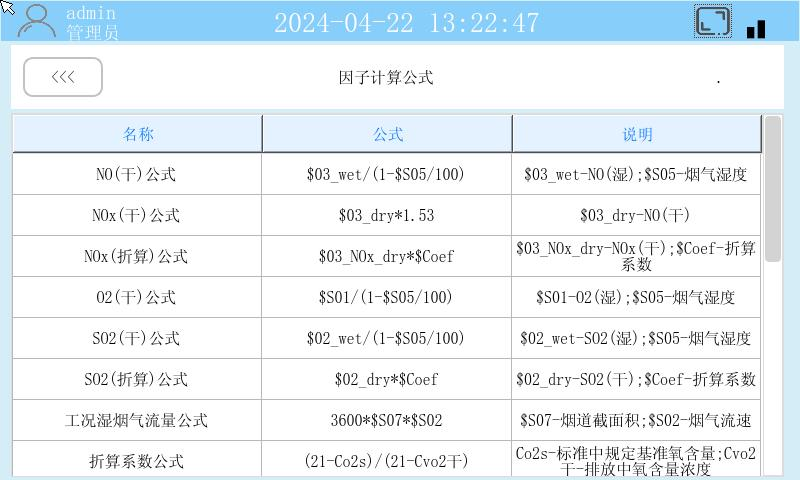 admin
管理员
2024-04-22 13:22:47
<<<
因子计算公式
.
名称
公式
说明
NO(干)公式
$03_wet/(1-$S05/100)
$03_wet-NO(湿);$S05-烟气湿度
NOx(干)公式
$03_dry*1.53
$03_dry-NO(干)
NOx(折算)公式
$03_NOx_dry*$Coef
$03_NOx_dry-NOx(干);$Coef-折算
系数
O2(干)公式
$S01/(1-$S05/100)
$S01-O2(湿);$S05-烟气湿度
SO2(干)公式
$02_wet/(1-$S05/100)
$02_wet-SO2(湿);$S05-烟气湿度
SO2(折算)公式
$02_dry*$Coef
$02_dry-SO2(干);$Coef-折算系数
工况湿烟气流量公式
3600*$S07*$S02
$S07-烟道截面积;$S02-烟气流速
折算系数公式
(21-Co2s)/(21-Cvo2干)
Co2s-标准中规定基准氧含量;Cvo2
干-排放中氧含量浓度